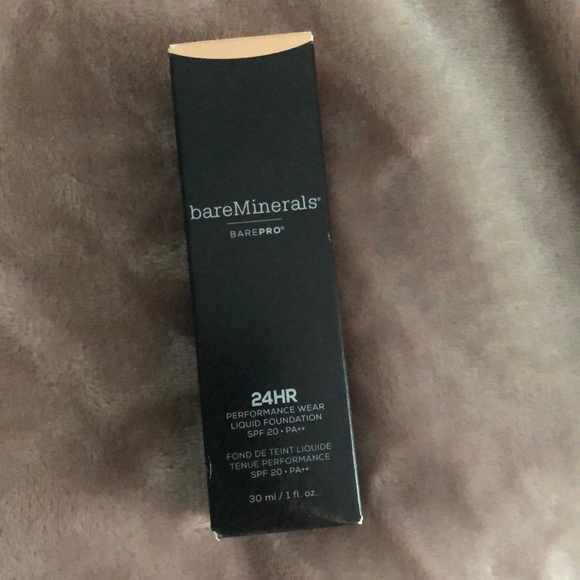 bareMinerals®
BAREPRO®
24HR
PERFORMANCE WEAR
LIQUID FOUNDATION
SPF 20 • PA++
FOND DE TEINT LIQUIDE
TENUE PERFORMANCE
SPF 20 • PA++
30 ml / 1 fl. oz.